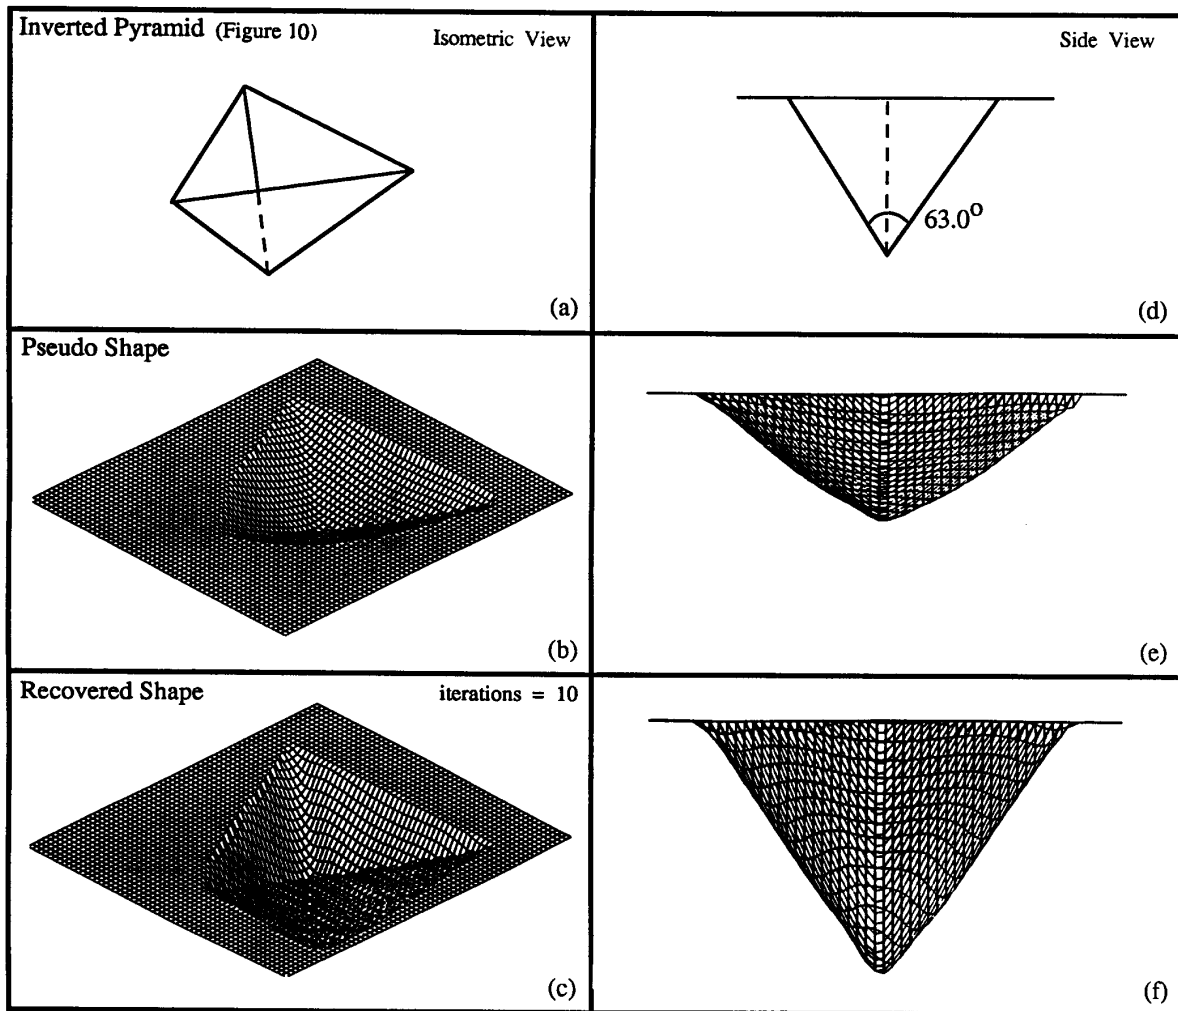 Inverted Pyramid (Figure 10)
Isometric View
(a)
Side View
63.0°
(d)
Pseudo Shape
(b)
(e)
Recovered Shape
iterations = 10
(c)
(f)